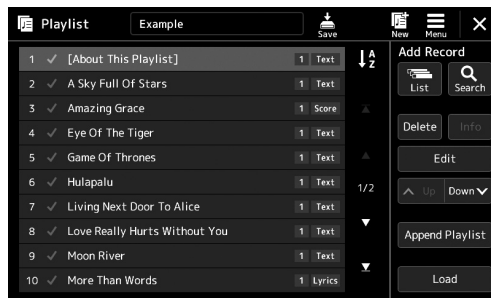 Playlist Example Save New Menu
1 [About This Playlist] 1 Text
2 A Sky Full Of Stars 1 Text
3 Amazing Grace 1 Score
4 Eye Of The Tiger 1 Text
5 Game Of Thrones 1 Text
6 Hulapalu 1 Text
7 Living Next Door To Alice 1 Text
8 Love Really Hurts Without You 1 Text
9 Moon River 1 Text
10 More Than Words 1 Lyrics
A
Z
1/2
Add Record
List Search
Delete Info
Edit
Up Down
Append Playlist
Load